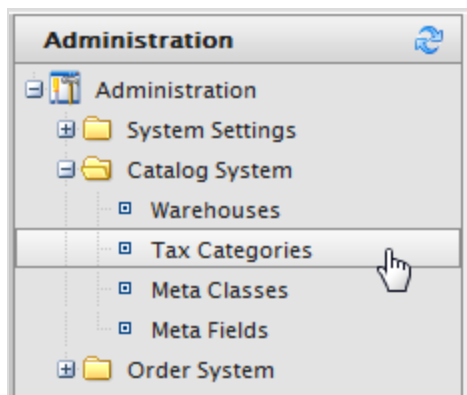 Administration
Administration
System Settings
Catalog System
Warehouses
Tax Categories
Meta Classes
Meta Fields
Order System